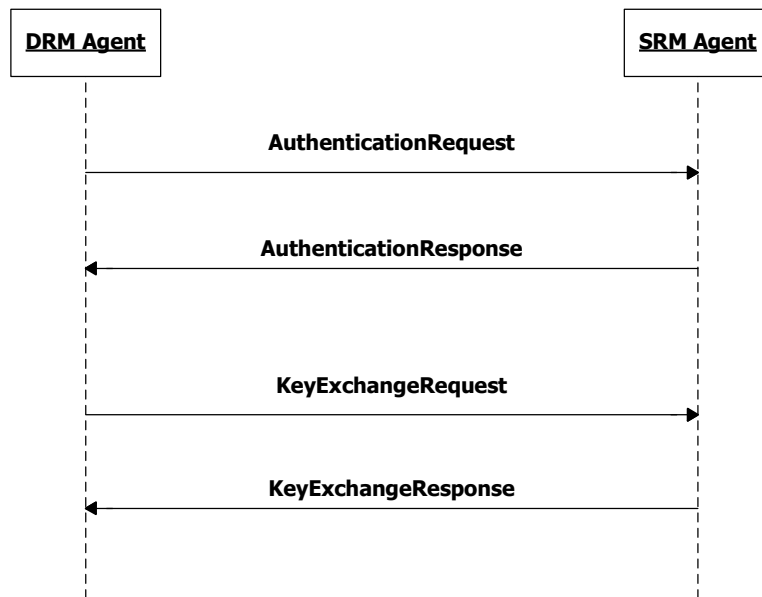 DRM Agent
SRM Agent
AuthenticationRequest
AuthenticationResponse
KeyExchangeRequest
KeyExchangeResponse